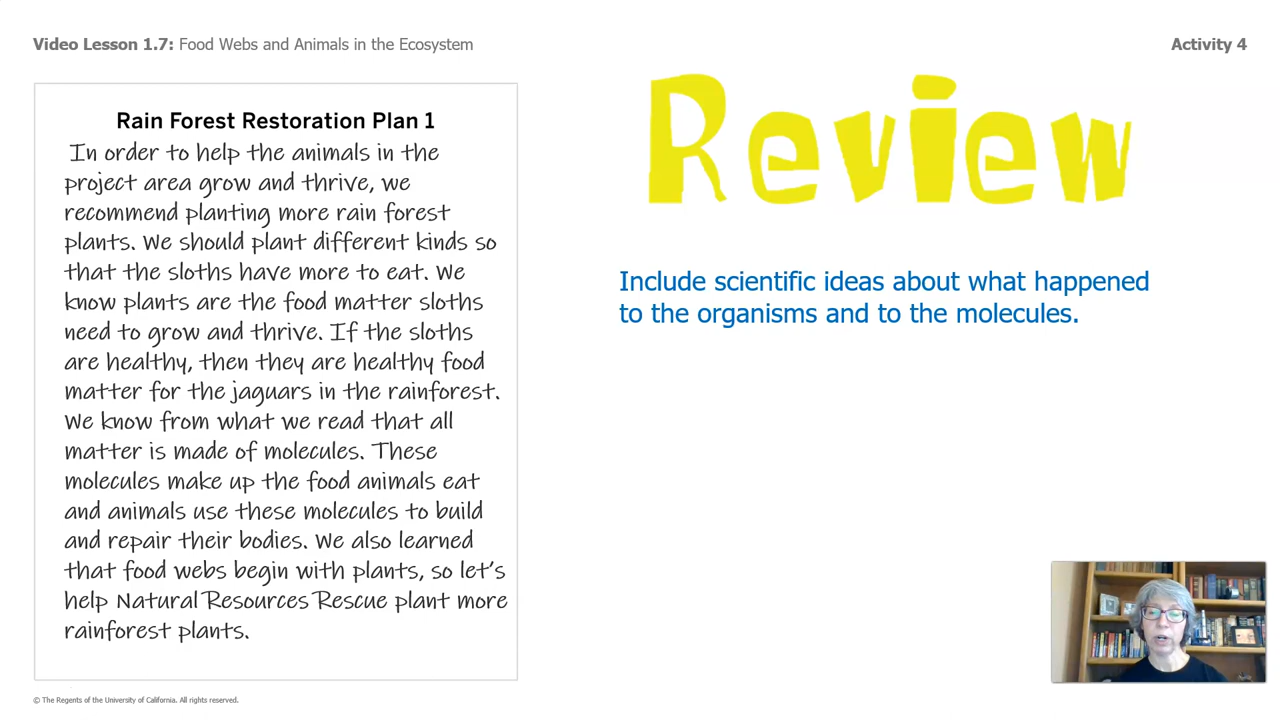 Video Lesson 1.7: Food Webs and Animals in the Ecosystem
Activity 4
Rain Forest Restoration Plan 1
In order to help the animals in the
project area grow and thrive, we
recommend planting more rain forest
plants. We should plant different kinds so
that the sloths have more to eat. We
know plants are the food matter sloths
need to grow and thrive. If the sloths
are healthy, then they are healthy food
matter for the jaguars in the rainforest.
We know from what we read that all
matter is made of molecules. These
molecules make up the food animals eat
and animals use these molecules to build
and repair their bodies. We also learned
that food webs begin with plants, so let's
help Natural Resources Rescue plant more
rainforest plants.
Review
Include scientific ideas about what happened
to the organisms and to the molecules.
© The Regents of the University of California. All rights reserved.